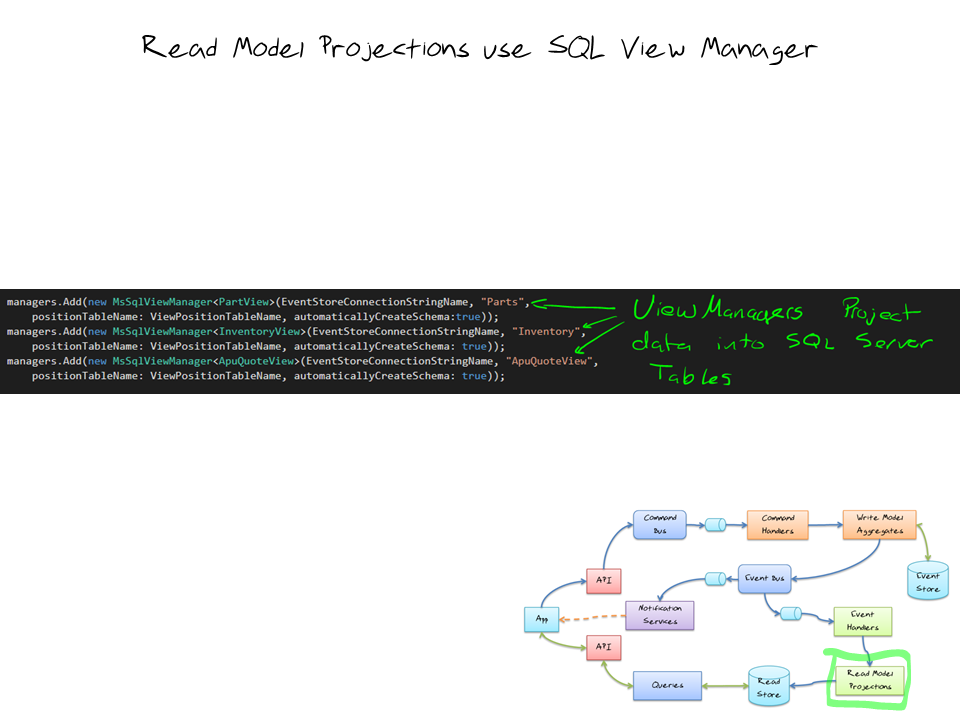 Read Model Projections use SQL View Manager
managers.Add(new MsSqlViewManager<PartView>(EventStoreConnectionStringName, "Parts",
positionTableName: ViewPositionTableName, automaticallyCreateSchema:true));
managers.Add(new MsSqlViewManager<InventoryView>(EventStoreConnectionStringName, "Inventory",
positionTableName: ViewPositionTableName, automaticallyCreateSchema: true));
managers.Add(new MsSqlViewManager<ApuQuoteView>(EventStoreConnectionStringName, "ApuQuoteView",
positionTableName: ViewPositionTableName, automaticallyCreateSchema: true));
ViewManagers Project
data into SQL Server
Tables
Command
Bus
Command
Handlers
Write Model
Aggregates
API
Event Bus
Event
Store
App
Notification
Services
Event
Handlers
API
Queries
Read
Store
Read Model
Projections